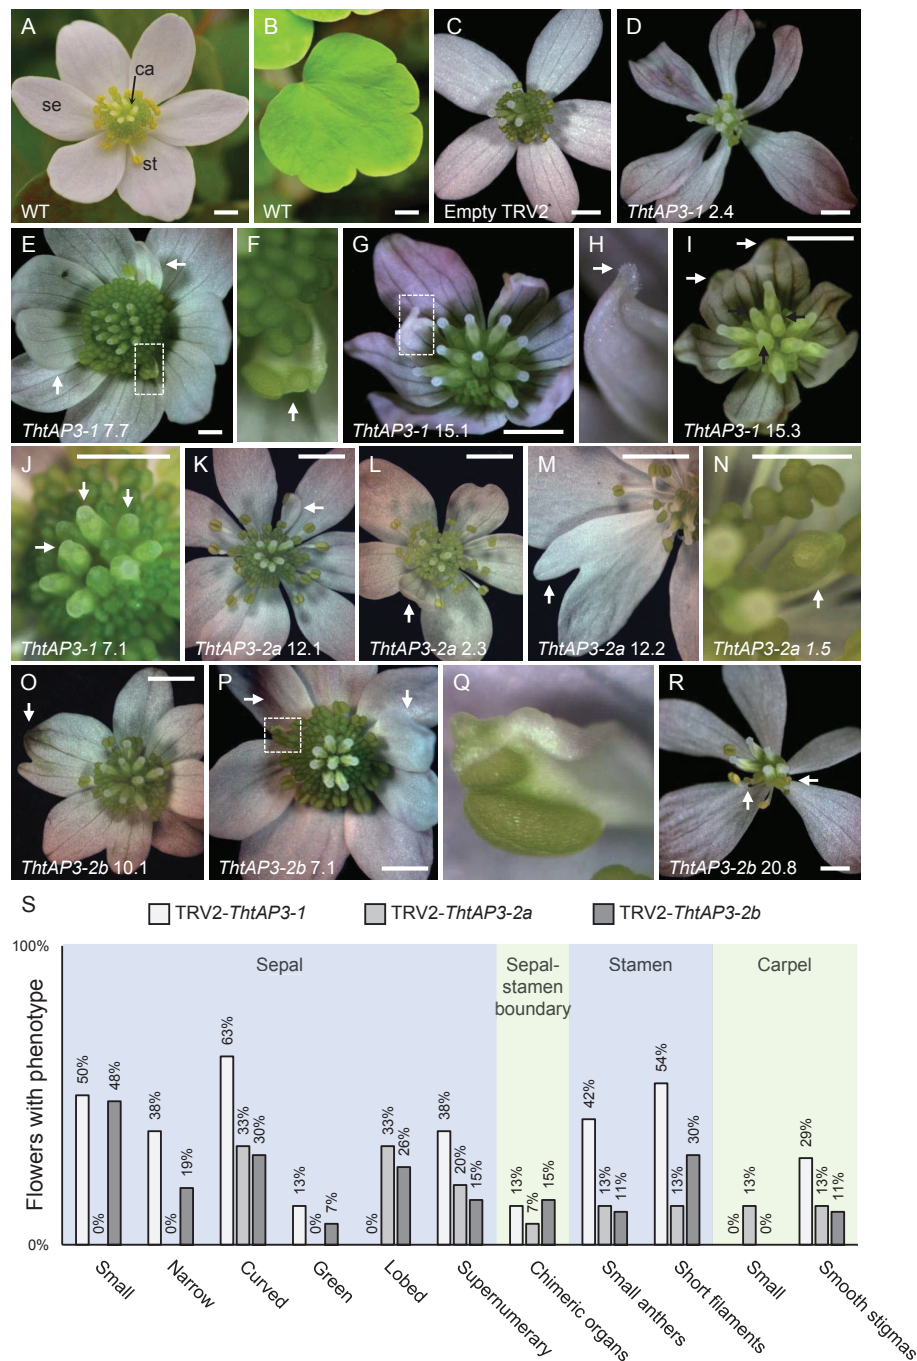 A
B
C
D
ca
se
st
WT
WT
Empty TRV2
ThtAP3-1 2.4
E
F
G
H
I
ThtAP3-1 7.7
ThtAP3-1 15.1
ThtAP3-1 15.3
J
K
L
M
N
ThtAP3-1 7.1
ThtAP3-2a 12.1
ThtAP3-2a 2.3
ThtAP3-2a 12.2
ThtAP3-2a 1.5
O
P
Q
R
ThtAP3-2b 10.1
ThtAP3-2b 7.1
ThtAP3-2b 20.8
S
TRV2-ThtAP3-1
TRV2-ThtAP3-2a
TRV2-ThtAP3-2b
100%
Flowers with phenotype
0%
Sepal
Sepal-
stamen
boundary
Stamen
Carpel
50%
0%
48%
38%
0%
19%
63%
33%
30%
13%
0%
7%
0%
33%
26%
38%
20%
15%
13%
7%
15%
42%
13%
11%
54%
13%
30%
0%
13%
0%
29%
13%
11%
Small
Narrow
Curved
Green
Lobed
Supernumerary
Chimeric organs
Small anthers
Short filaments
Small
Smooth stigmas